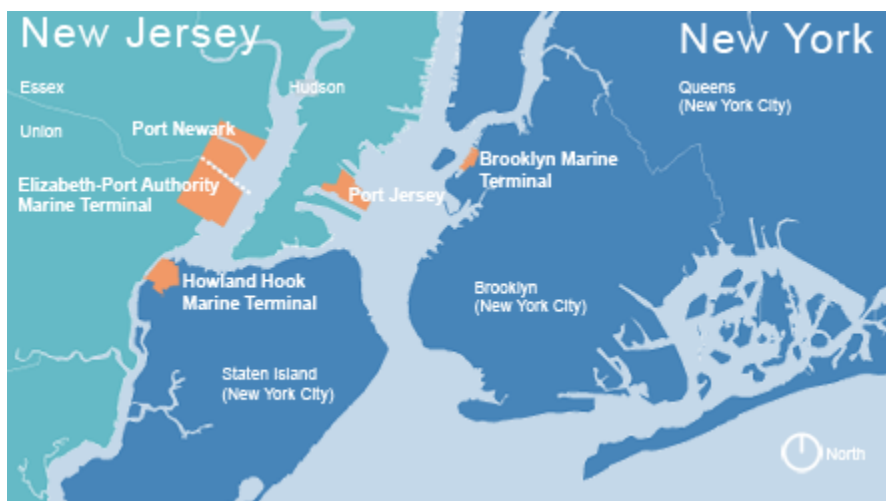 New Jersey
New York
Essex
Hudson
Queens
(New York City)
Union
Port Newark
Elizabeth-Port Authority
Marine Terminal
Port Jersey
Brooklyn Marine
Terminal
Howland Hook
Marine Terminal
Brooklyn
(New York City)
Staten Island
(New York City)
North